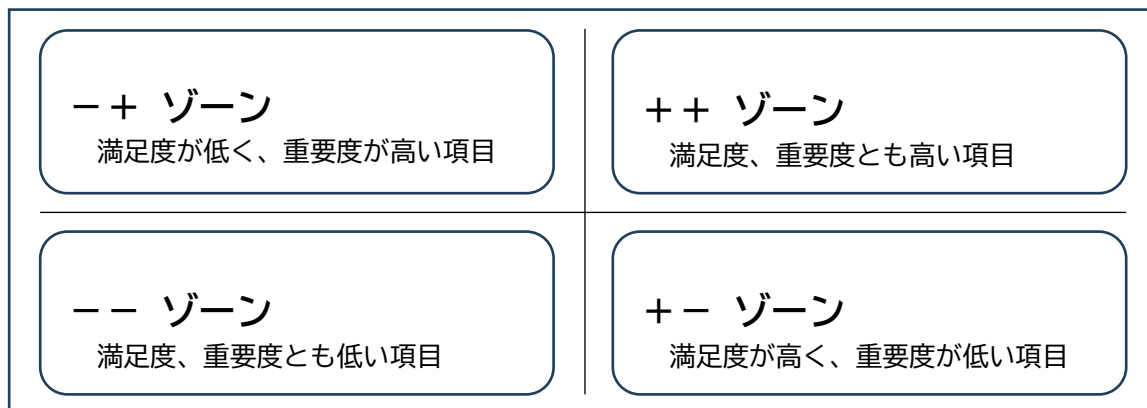 －＋ ゾーン
満足度が低く、重要度が高い項目
＋＋ ゾーン
満足度、重要度とも高い項目
－－ ゾーン
満足度、重要度とも低い項目
＋－ ゾーン
満足度が高く、重要度が低い項目